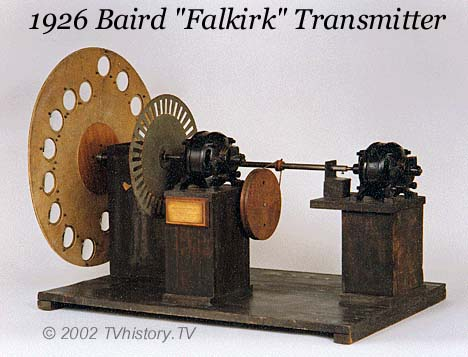 1926 Baird "Falkirk" Transmitter
© 2002 TVhistory.TV